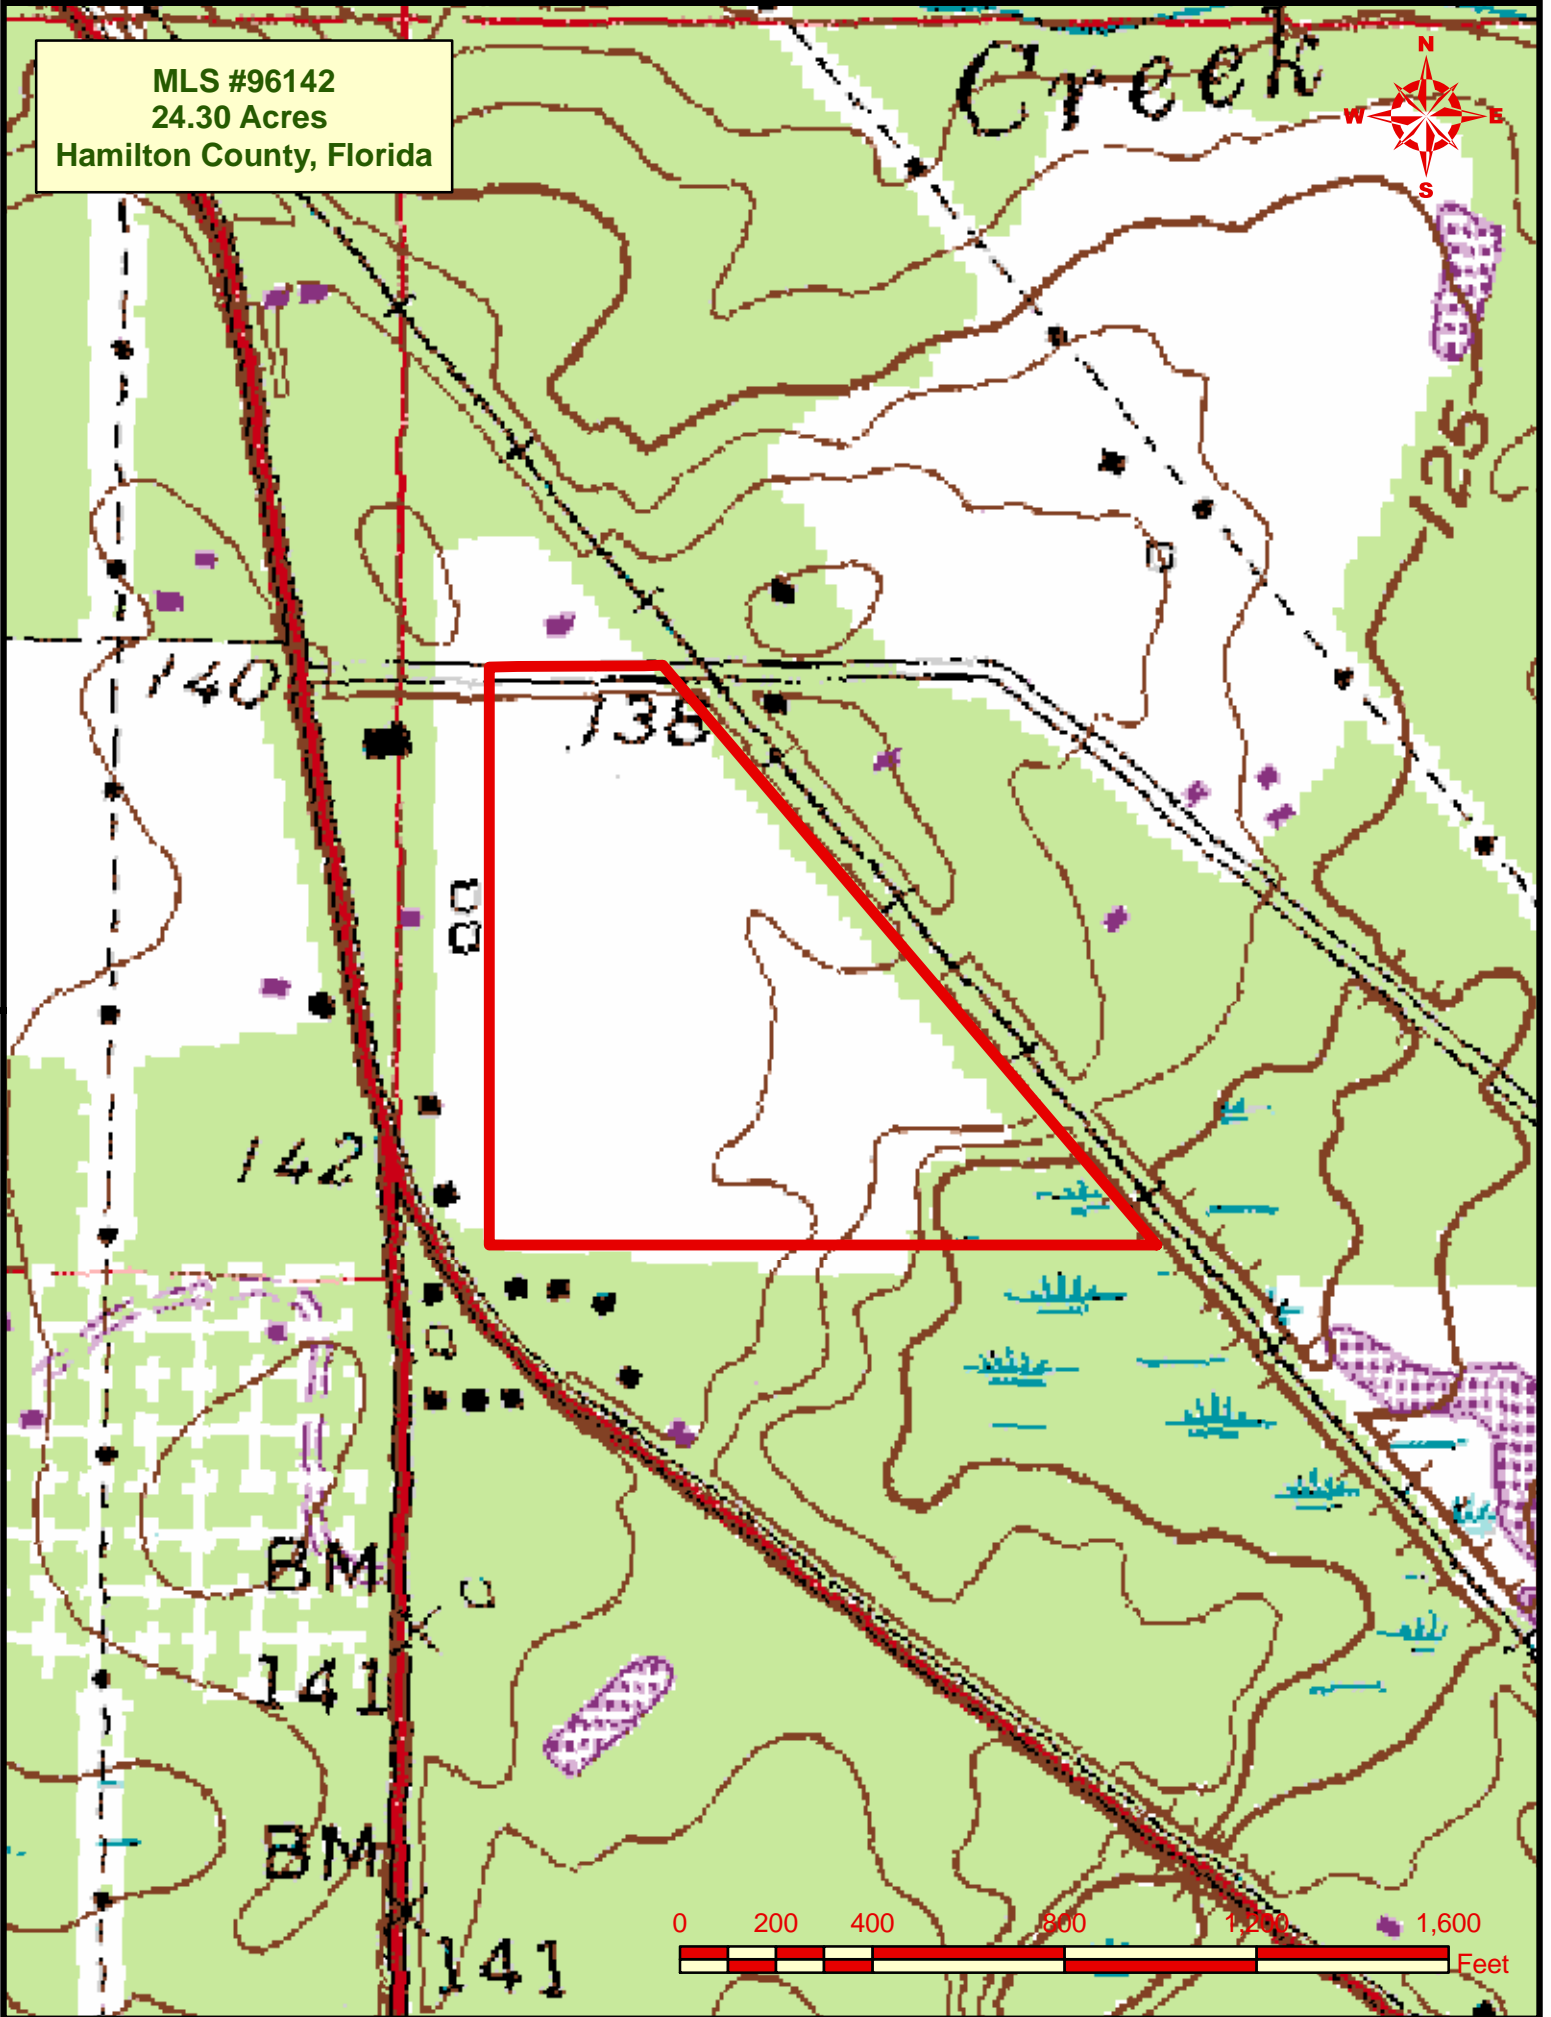 MLS #96142
24.30 Acres
Hamilton County, Florida
Creek
N
W
E
S
125
140
138
142
BM
141
BM
141
0 200 400 800 1,200 1,600
Feet